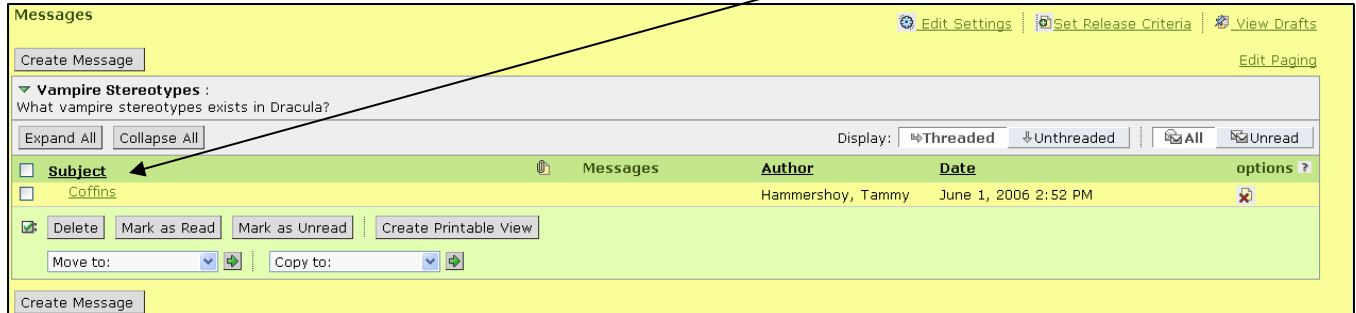 Messages
Edit Settings Set Release Criteria View Drafts
Create Message Edit Paging
Vampire Stereotypes :
What vampire stereotypes exists in Dracula?
Expand All Collapse All Display: Threaded Unthreaded All Unread
Subject Messages Author Date options ?
Coffins Hammershoy, Tammy June 1, 2006 2:52 PM
Delete Mark as Read Mark as Unread Create Printable View
Move to: Copy to:
Create Message